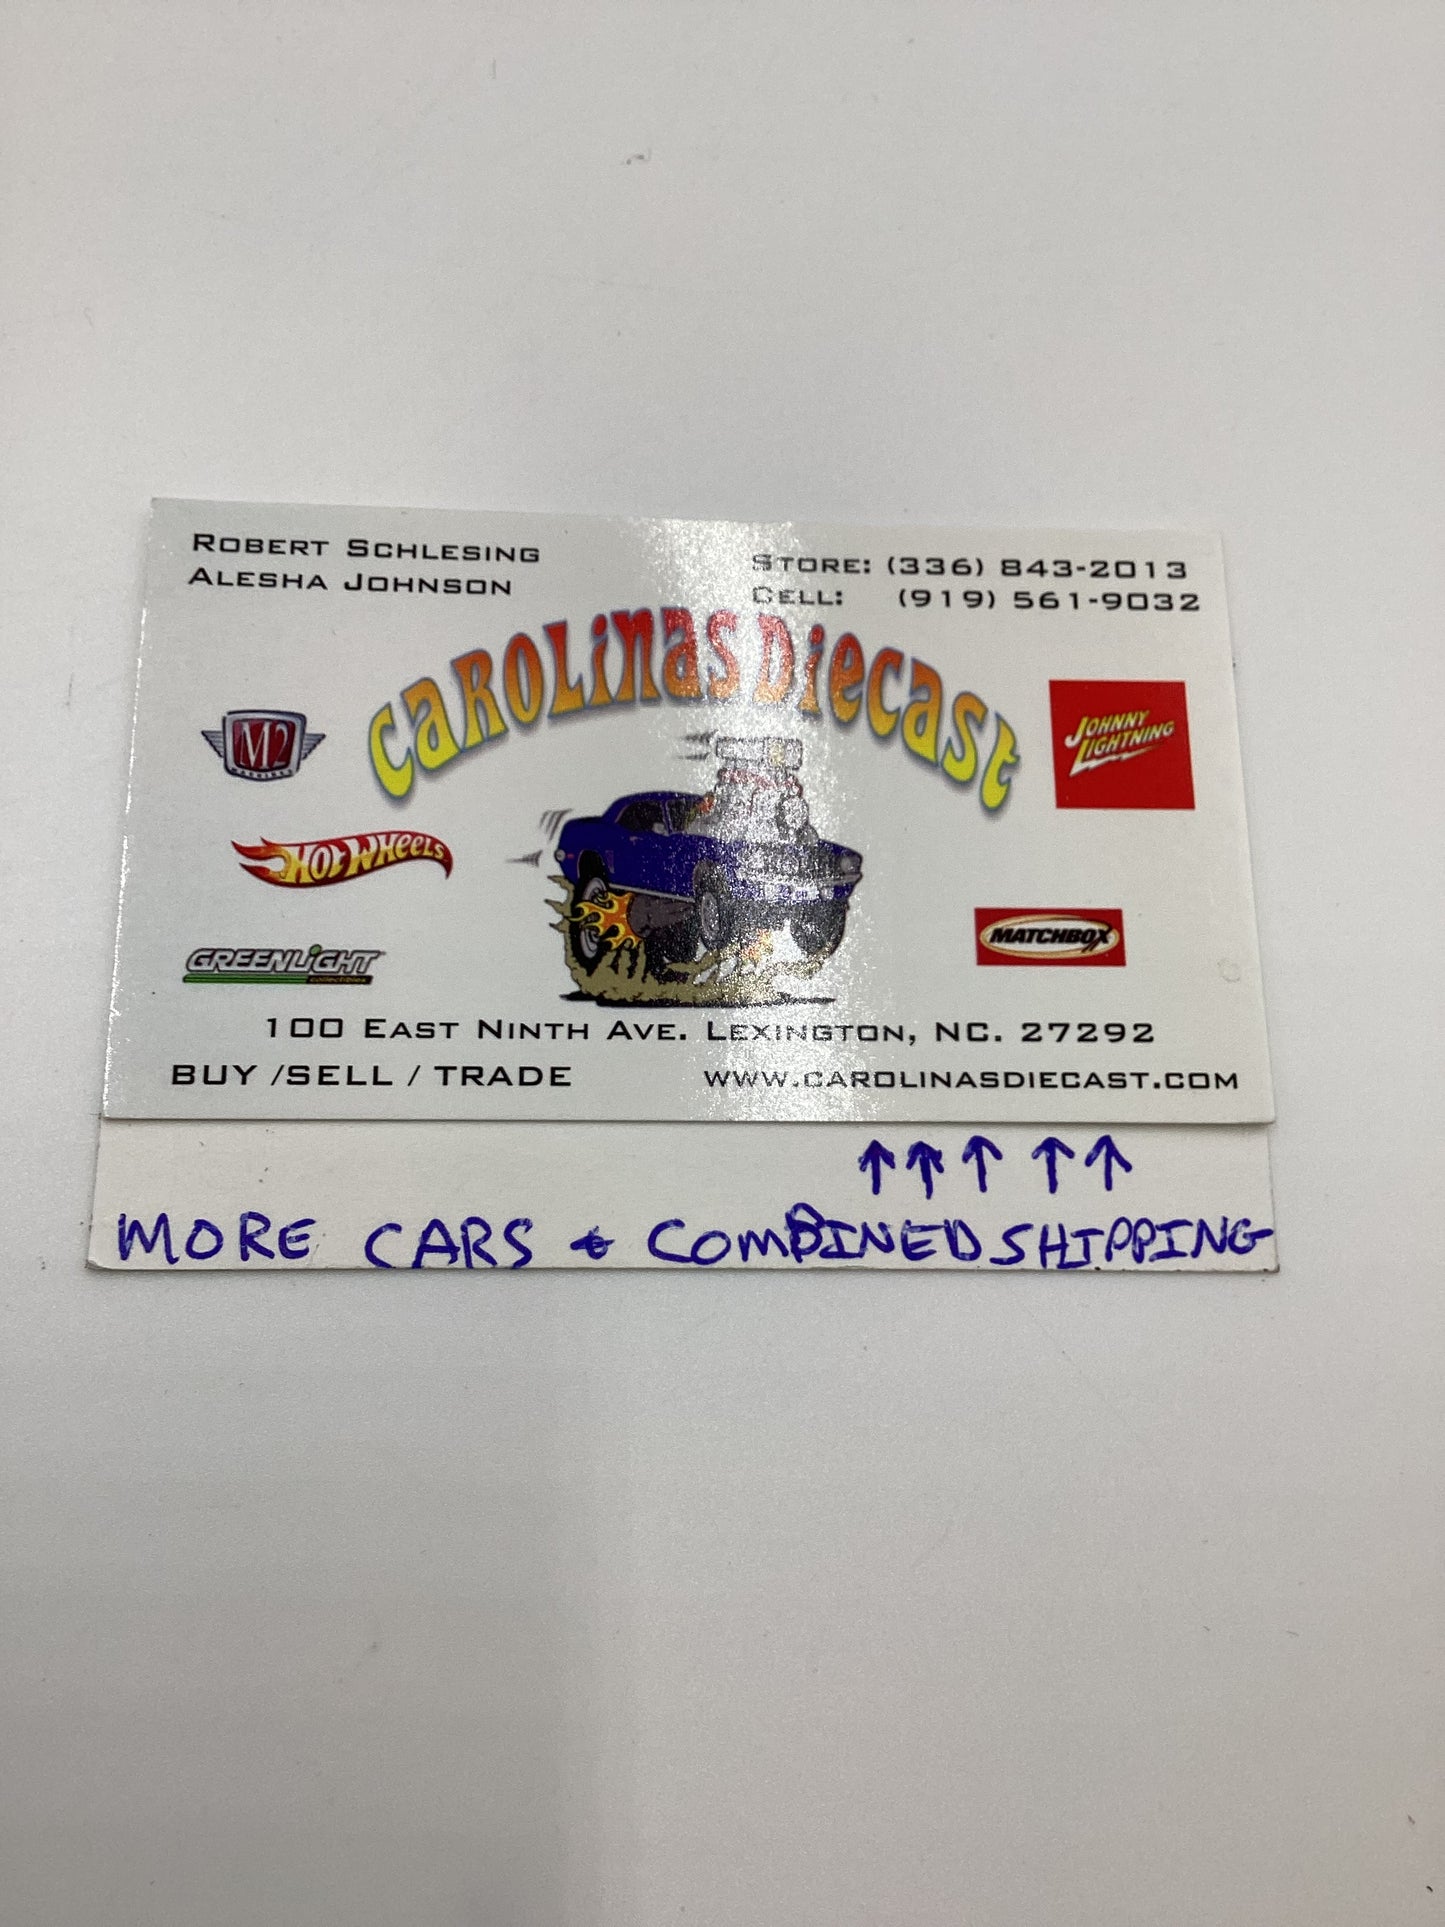 ROBERT SCHLESING
ALESHA JOHNSON
STORE: (336) 843-2013
CELL: (919) 561-9032
CAROLINAS DIECAST
M2
MACHINES
JOHNNY
LIGHTNING
HOT WHEELS
MATCHBOX
GREENLIGHT
COLLECTIBLES
100 EAST NINTH AVE. LEXINGTON, NC. 27292
BUY /SELL / TRADE
WWW.CAROLINASDIECAST.COM
↑↑↑↑↑
MORE CARS & COMBINED SHIPPING